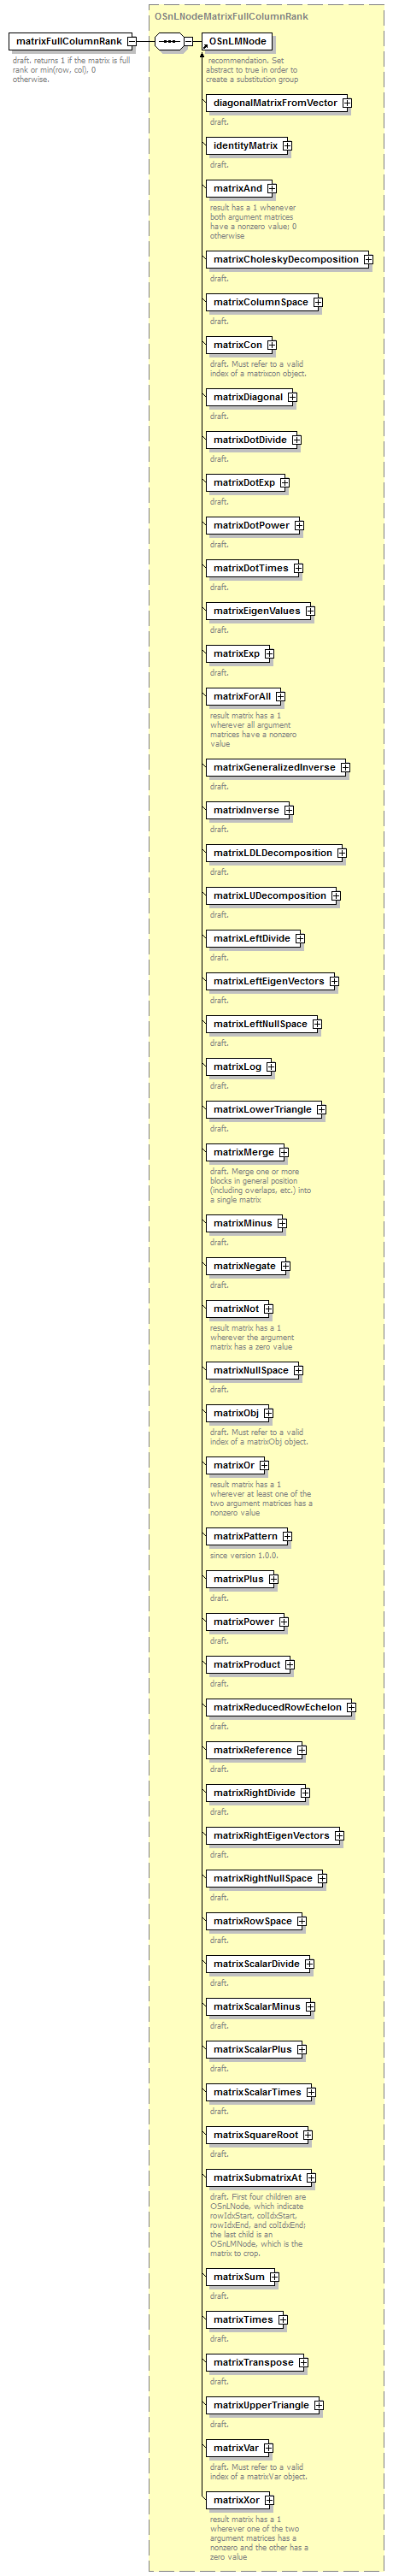 OSnLNodeMatrixFullColumnRank
matrixFullColumnRank
OSnLMNode
draft. returns 1 if the matrix is full
rank or min(row, col), 0
otherwise.
recommendation. Set
abstract to true in order to
create a substitution group
diagonalMatrixFromVector
draft.
identityMatrix
draft.
matrixAnd
result has a 1 whenever
both argument matrices
have a nonzero value; 0
otherwise
matrixCholeskyDecomposition
draft.
matrixColumnSpace
draft.
matrixCon
draft. Must refer to a valid
index of a matrixcon object.
matrixDiagonal
draft.
matrixDotDivide
draft.
matrixDotExp
draft.
matrixDotPower
draft.
matrixDotTimes
draft.
matrixEigenValues
draft.
matrixExp
draft.
matrixForAll
result matrix has a 1
wherever all argument
matrices have a nonzero
value
matrixGeneralizedInverse
draft.
matrixInverse
draft.
matrixLDLDecomposition
draft.
matrixLUDecomposition
draft.
matrixLeftDivide
draft.
matrixLeftEigenVectors
draft.
matrixLeftNullSpace
draft.
matrixLog
draft.
matrixLowerTriangle
draft.
matrixMerge
draft. Merge one or more
blocks in general position
(including overlaps, etc.) into
a single matrix
matrixMinus
draft.
matrixNegate
draft.
matrixNot
result matrix has a 1
wherever the argument
matrix has a zero value
matrixNullSpace
draft.
matrixObj
draft. Must refer to a valid
index of a matrixObj object.
matrixOr
result matrix has a 1
wherever at least one of the
two argument matrices has a
nonzero value
matrixPattern
since version 1.0.0.
matrixPlus
draft.
matrixPower
draft.
matrixProduct
draft.
matrixReducedRowEchelon
draft.
matrixReference
draft.
matrixRightDivide
draft.
matrixRightEigenVectors
draft.
matrixRightNullSpace
draft.
matrixRowSpace
draft.
matrixScalarDivide
draft.
matrixScalarMinus
draft.
matrixScalarPlus
draft.
matrixScalarTimes
draft.
matrixSquareRoot
draft.
matrixSubmatrixAt
draft. First four children are
OSnLNode, which indicate
rowIdxStart, colIdxStart,
rowIdxEnd, and colIdxEnd;
the last child is an
OSnLMNode, which is the
matrix to crop.
matrixSum
draft.
matrixTimes
draft.
matrixTranspose
draft.
matrixUpperTriangle
draft.
matrixVar
draft. Must refer to a valid
index of a matrixVar object.
matrixXor
result matrix has a 1
wherever one of the two
argument matrices has a
nonzero and the other has a
zero value